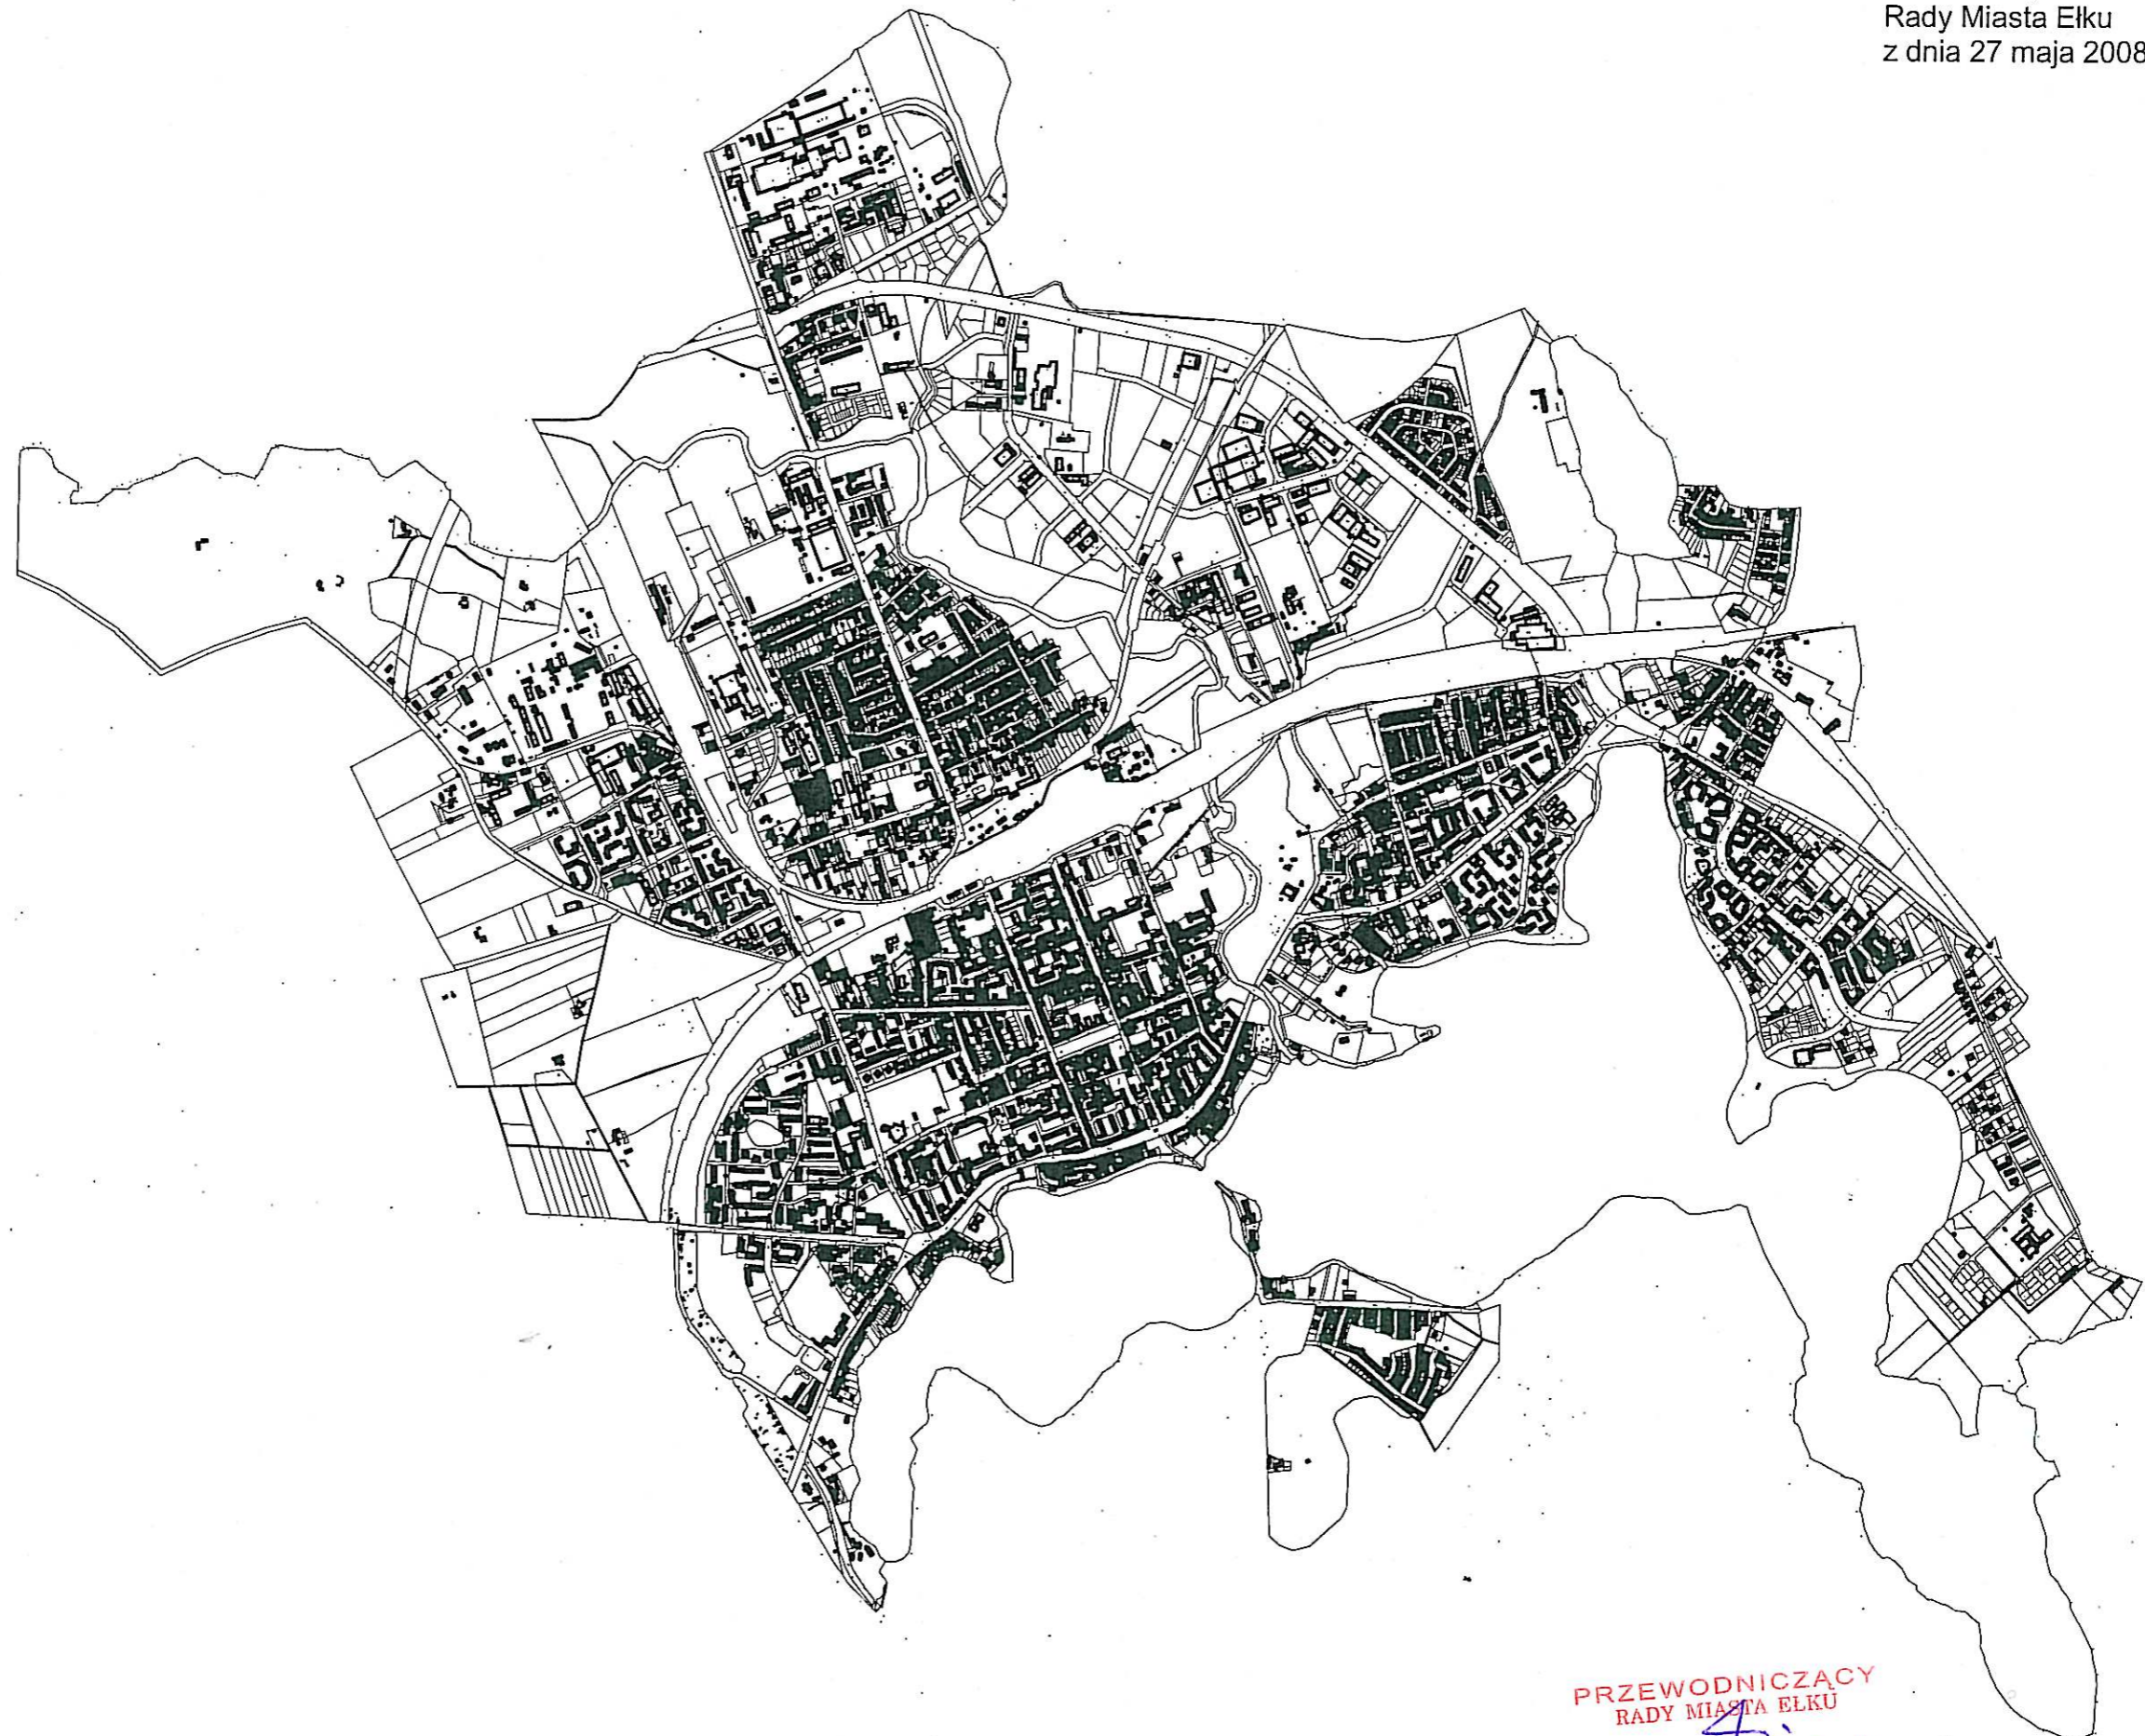 Rady Miasta Ełku
z dnia 27 maja 2008
PRZEWODNICZĄCY
RADY MIASTA EŁKU